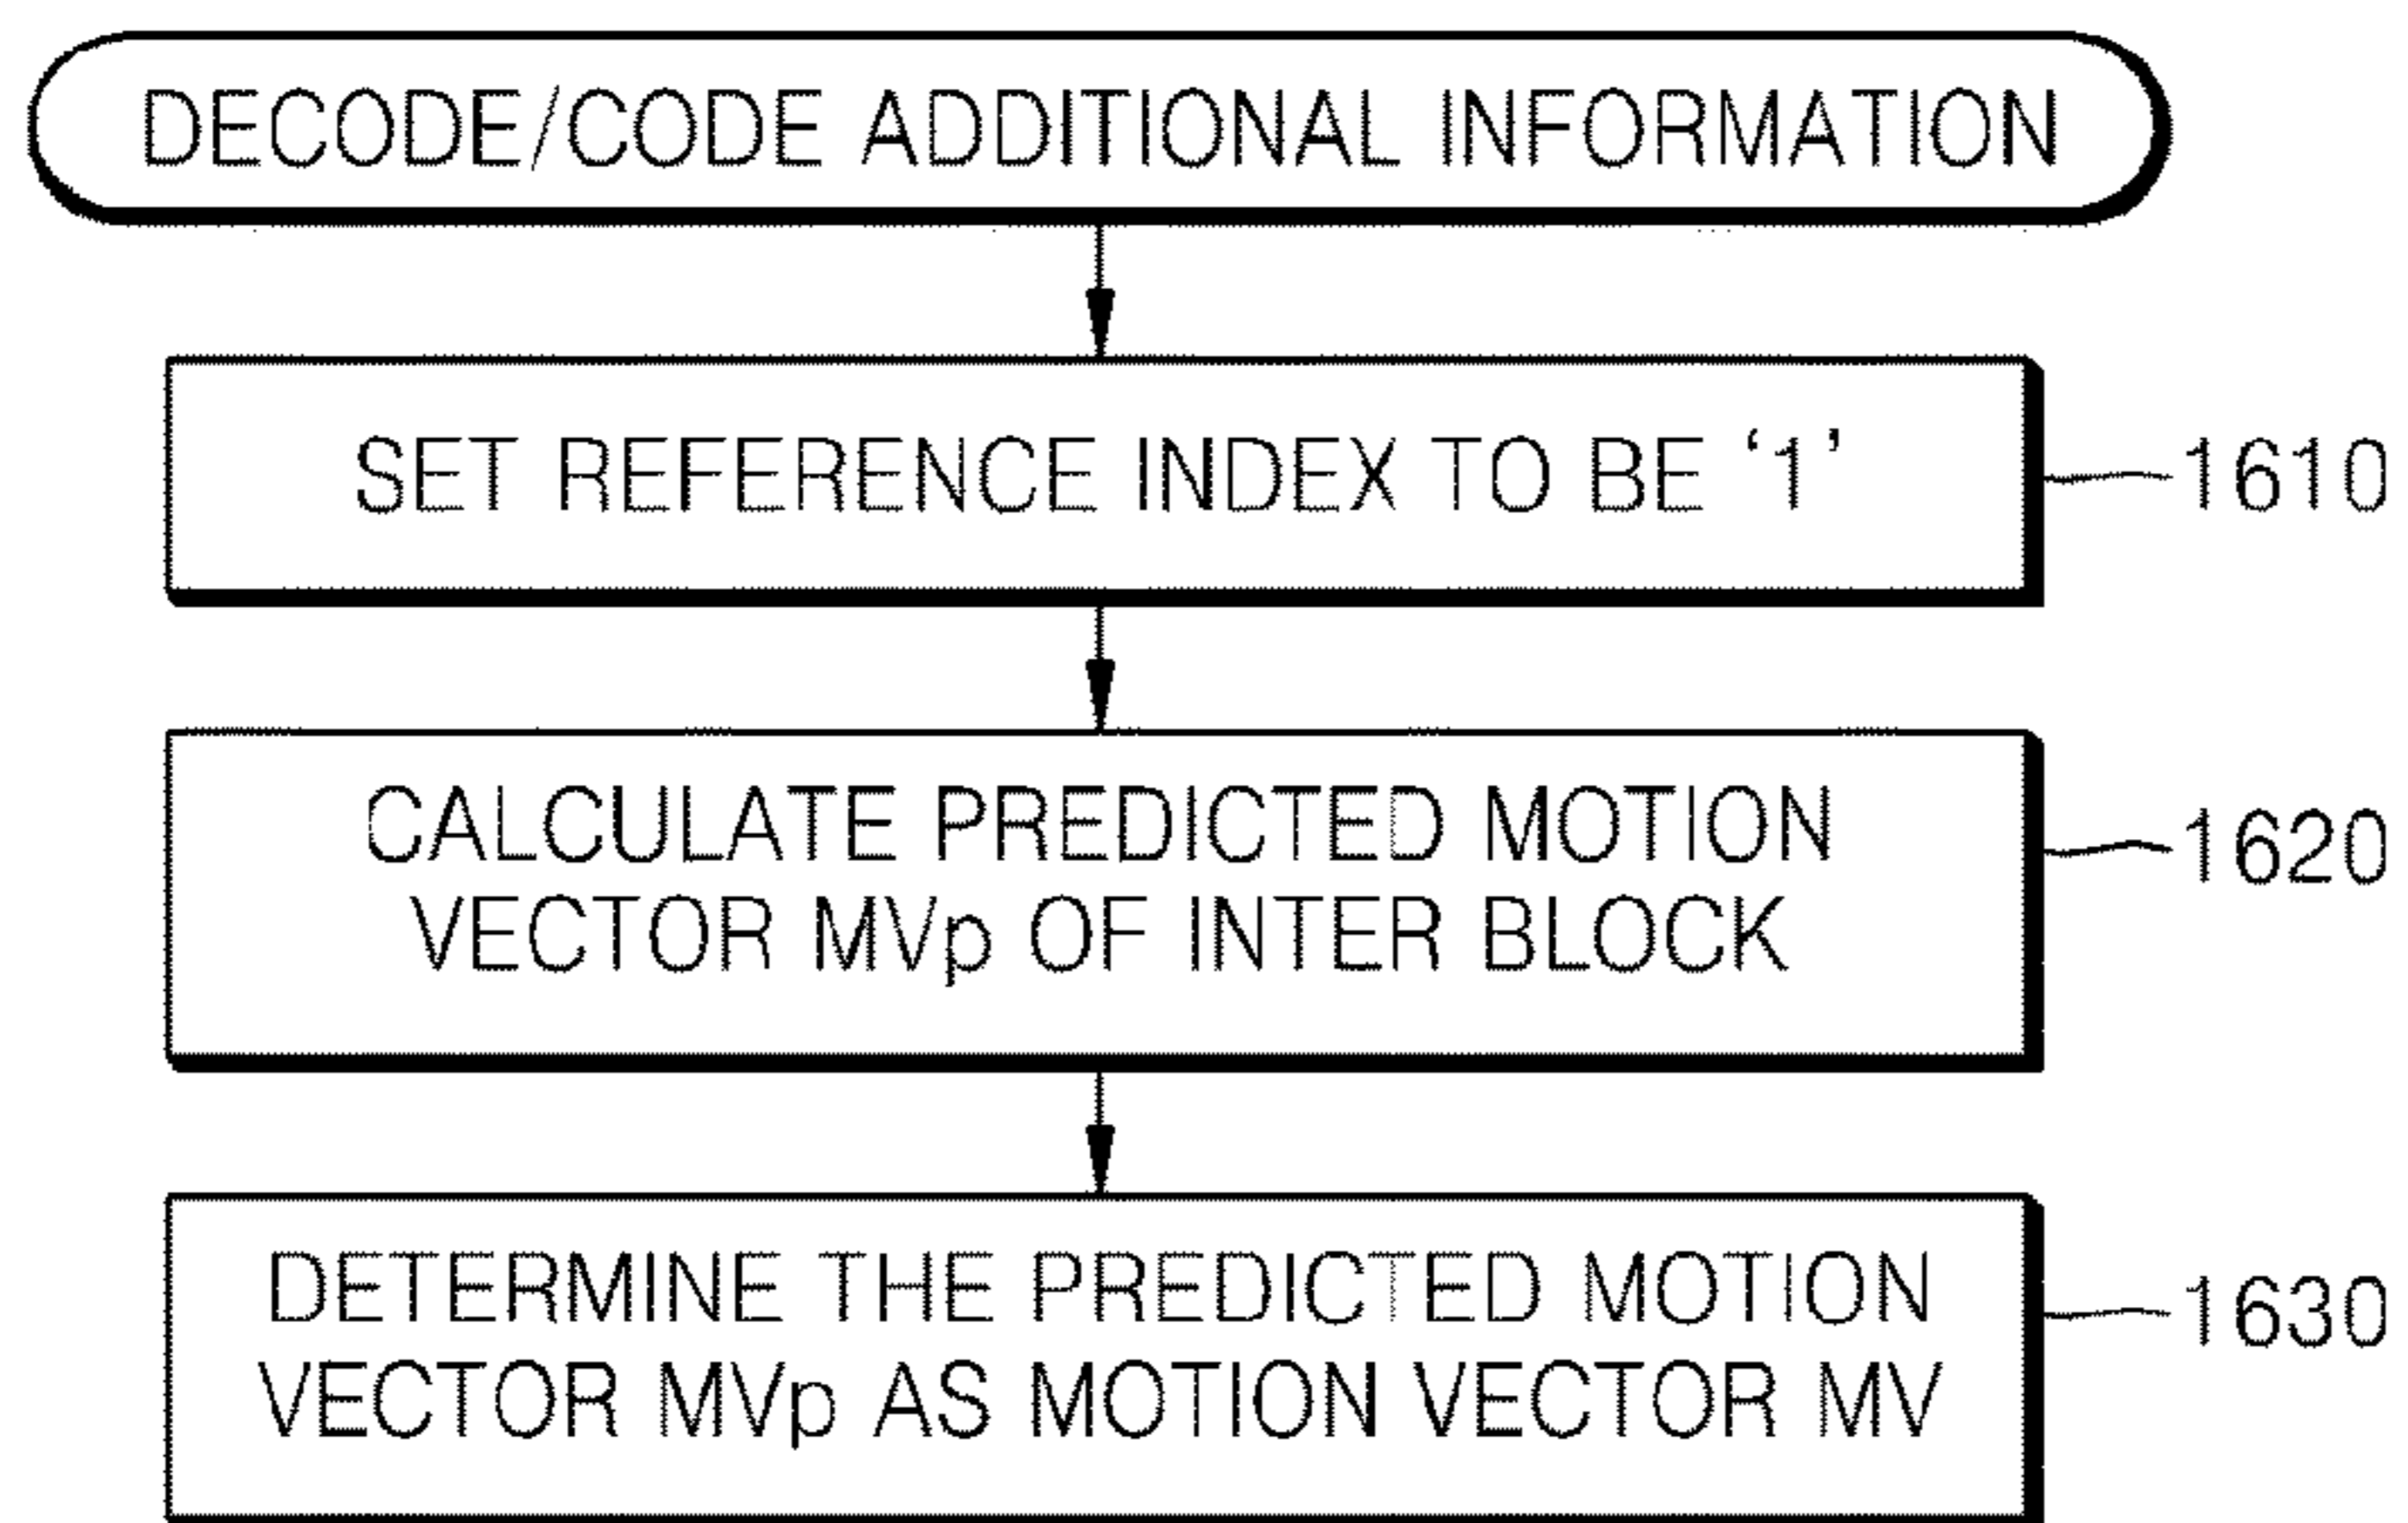 DECODE/CODE ADDITIONAL INFORMATION
SET REFERENCE INDEX TO BE ‘1’
1610
CALCULATE PREDICTED MOTION
VECTOR MVp OF INTER BLOCK
1620
DETERMINE THE PREDICTED MOTION
VECTOR MVp AS MOTION VECTOR MV
1630